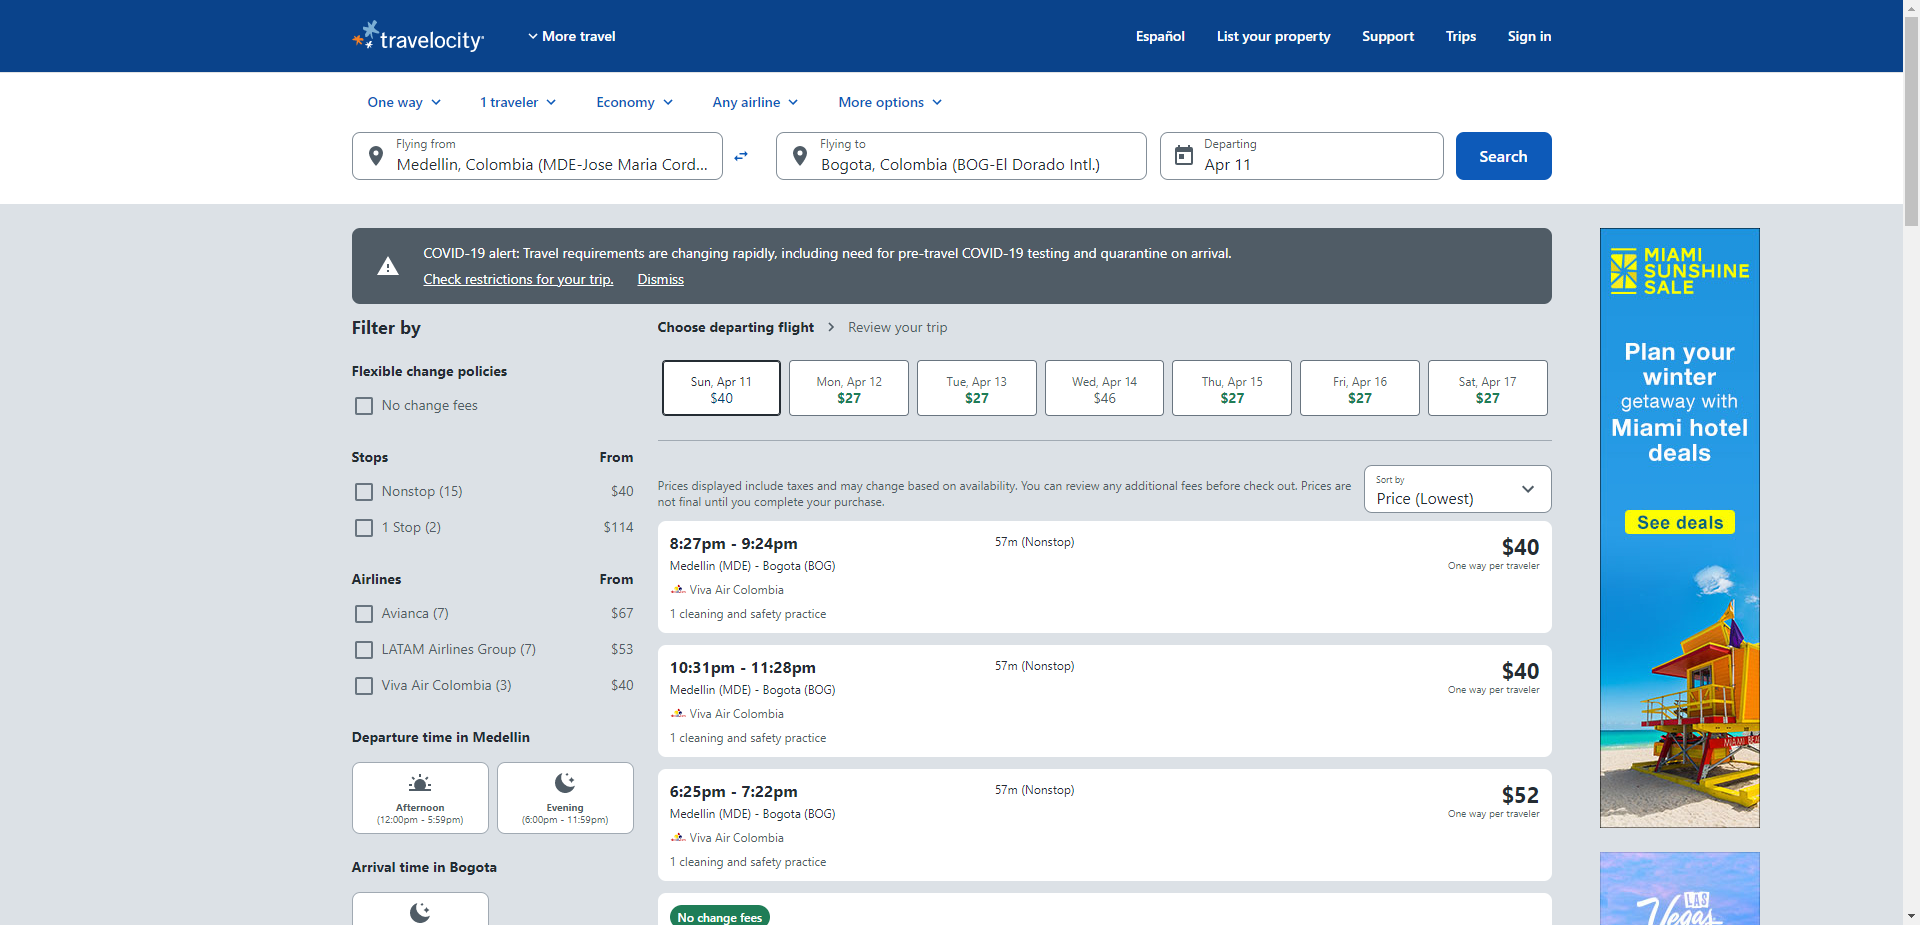 travelocity
More travel
Español
List your property
Support
Trips
Sign in
One way
1 traveler
Economy
Any airline
More options
Flying from
Medellin, Colombia (MDE-Jose Maria Cord...
Flying to
Bogota, Colombia (BOG-El Dorado Intl.)
Departing
Apr 11
Search
COVID-19 alert: Travel requirements are changing rapidly, including need for pre-travel COVID-19 testing and quarantine on arrival.
Check restrictions for your trip.
Dismiss
Filter by
Flexible change policies
No change fees
Stops From
Nonstop (15) $40
1 Stop (2) $114
Airlines From
Avianca (7) $67
LATAM Airlines Group (7) $53
Viva Air Colombia (3) $40
Departure time in Medellin
Afternoon
(12:00pm - 5:59pm)
Evening
(6:00pm - 11:59pm)
Arrival time in Bogota
Choose departing flight
Review your trip
Sun, Apr 11
$40
Mon, Apr 12
$27
Tue, Apr 13
$27
Wed, Apr 14
$46
Thu, Apr 15
$27
Fri, Apr 16
$27
Sat, Apr 17
$27
Prices displayed include taxes and may change based on availability. You can review any additional fees before check out. Prices are
not final until you complete your purchase.
Sort by
Price (Lowest)
8:27pm - 9:24pm
57m (Nonstop)
$40
Medellin (MDE) - Bogota (BOG)
One way per traveler
Viva Air Colombia
1 cleaning and safety practice
10:31pm - 11:28pm
57m (Nonstop)
$40
Medellin (MDE) - Bogota (BOG)
One way per traveler
Viva Air Colombia
1 cleaning and safety practice
6:25pm - 7:22pm
57m (Nonstop)
$52
Medellin (MDE) - Bogota (BOG)
One way per traveler
Viva Air Colombia
1 cleaning and safety practice
No change fees
MIAMI
SUNSHINE
SALE
Plan your
winter
getaway with
Miami hotel
deals
See deals
MIAMI BEAC
LAS
Vegas